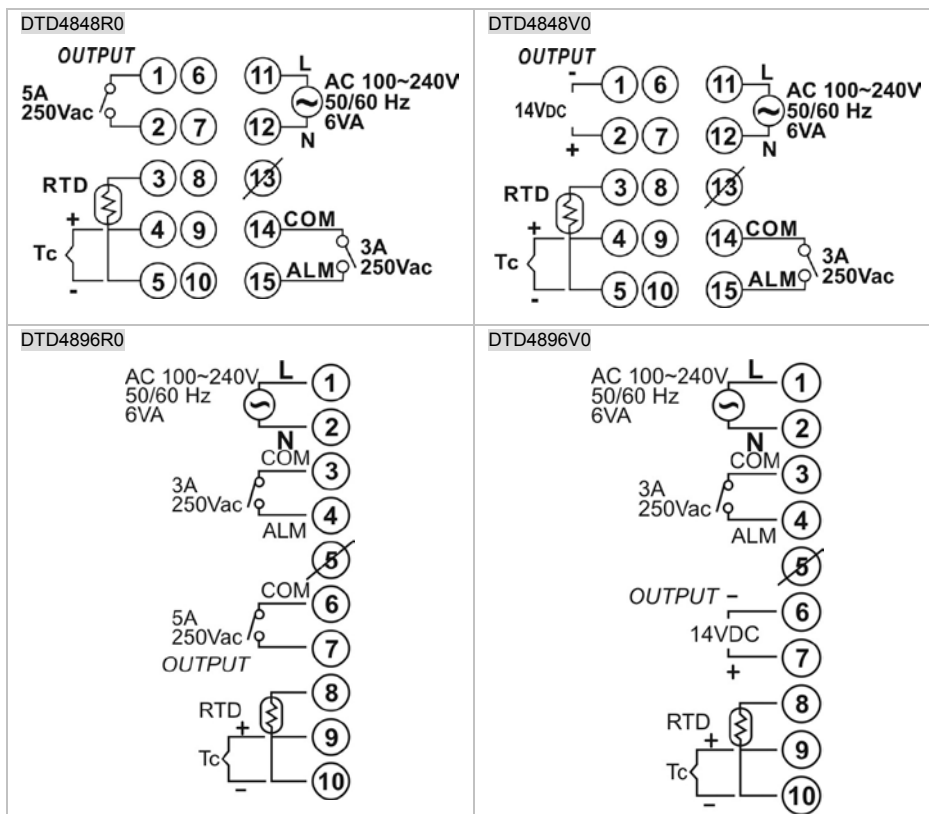 DTD4848R0
OUTPUT
5A
250Vac
1 6
2 7
3 8
4 9
5 10
RTD
+
Tc
-
11
12
13
14
15
L
AC 100~240V
50/60 Hz
6VA
N
COM
3A
250Vac
ALM
DTD4848V0
OUTPUT
-
14VDC
+
1 6
2 7
3 8
4 9
5 10
RTD
+
Tc
-
11
12
13
14
15
L
AC 100~240V
50/60 Hz
6VA
N
COM
3A
250Vac
ALM
DTD4896R0
AC 100~240V
50/60 Hz
6VA
L
1
2
N
COM
3
3A
250Vac
4
ALM
5
COM
6
5A
250Vac
7
OUTPUT
8
RTD
+
9
Tc
-
10
DTD4896V0
AC 100~240V
50/60 Hz
6VA
L
1
2
N
COM
3
3A
250Vac
4
ALM
5
OUTPUT -
6
14VDC
7
+
8
RTD
+
9
Tc
-
10